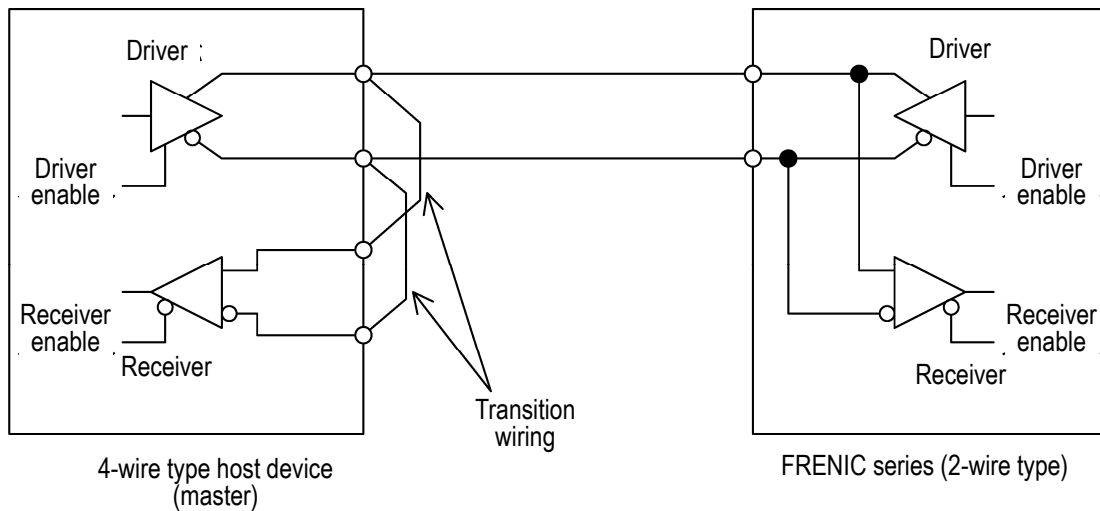 Driver :
Driver
enable
Receiver
enable
Receiver
Transition
wiring
4-wire type host device
(master)
Driver
Driver
enable
Receiver
enable
Receiver
FRENIC series (2-wire type)